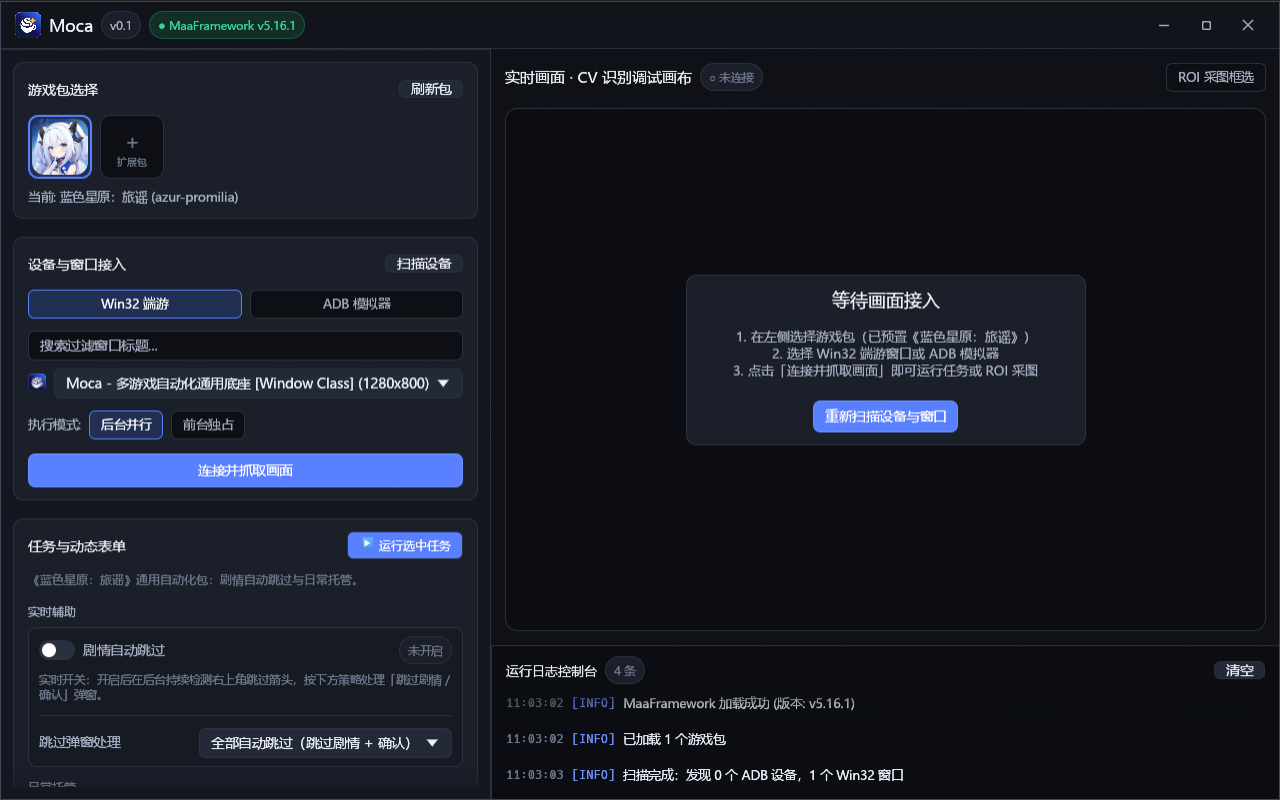 Moca v0.1 MaaFramework v5.16.1
游戏包选择 刷新包
+
扩展包
当前: 蓝色星原：旅谣 (azur-promilia)
设备与窗口接入 扫描设备
Win32 端游 ADB 模拟器
搜索过滤窗口标题...
Moca - 多游戏自动化通用底座 [Window Class] (1280x800)
执行模式: 后台并行 前台独占
连接并抓取画面
任务与动态表单 运行选中任务
《蓝色星原：旅谣》通用自动化包：剧情自动跳过与日常托管。
实时辅助
剧情自动跳过 未开启
实时开关：开启后在后台持续检测右上角跳过箭头，按下方策略处理「跳过剧情 /
确认」弹窗。
跳过弹窗处理 全部自动跳过（跳过剧情 + 确认）
日常托管
实时画面 · CV 识别调试画布 ○ 未连接 ROI 采图框选
等待画面接入
1. 在左侧选择游戏包（已预置《蓝色星原：旅谣》）
2. 选择 Win32 端游窗口或 ADB 模拟器
3. 点击「连接并抓取画面」即可运行任务或 ROI 采图
重新扫描设备与窗口
运行日志控制台 4 条 清空
11:03:02 [INFO] MaaFramework 加载成功 (版本: v5.16.1)
11:03:02 [INFO] 已加载 1 个游戏包
11:03:03 [INFO] 扫描完成：发现 0 个 ADB 设备，1 个 Win32 窗口